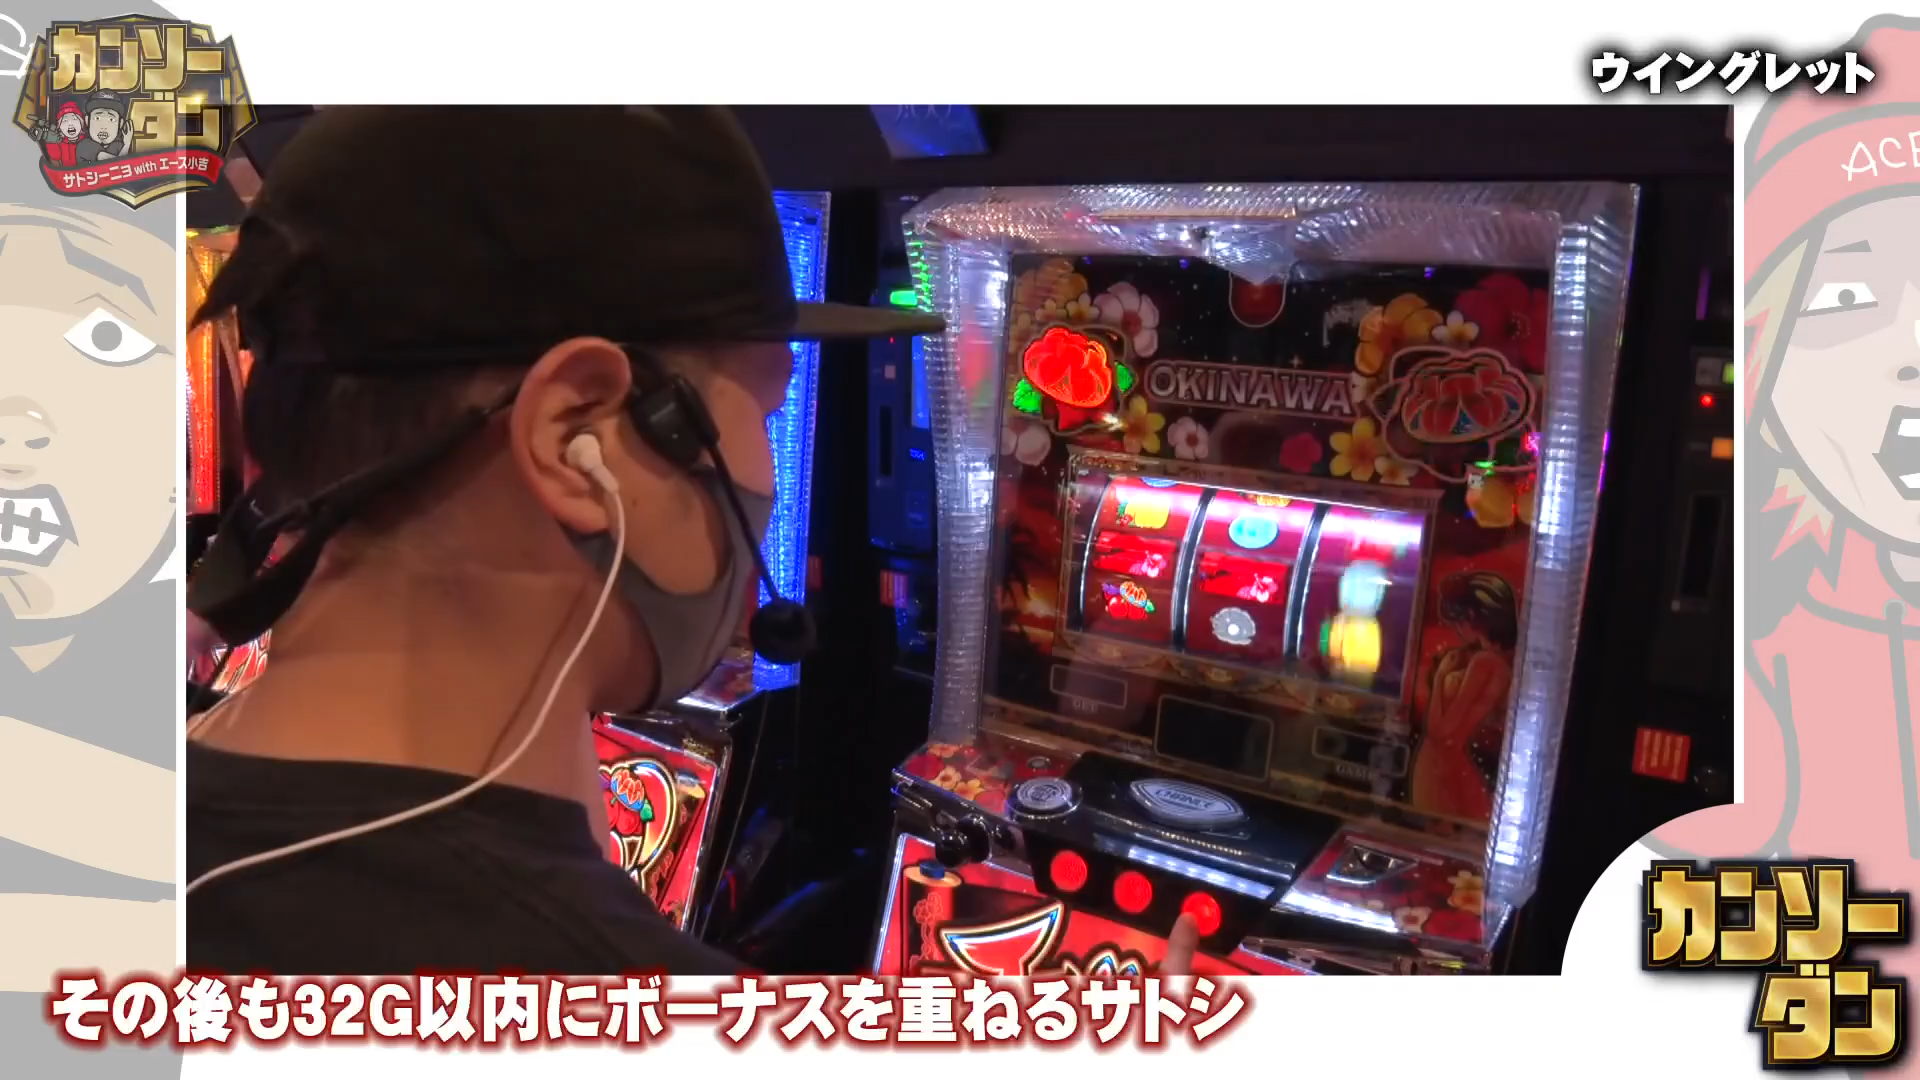 カンソー
ダン
サトシーニョ with エース小吉
ウイングレット
ACE
OKINAWA
CHANCE
その後も32G以内にボーナスを重ねるサトシ
カンソー
ダン